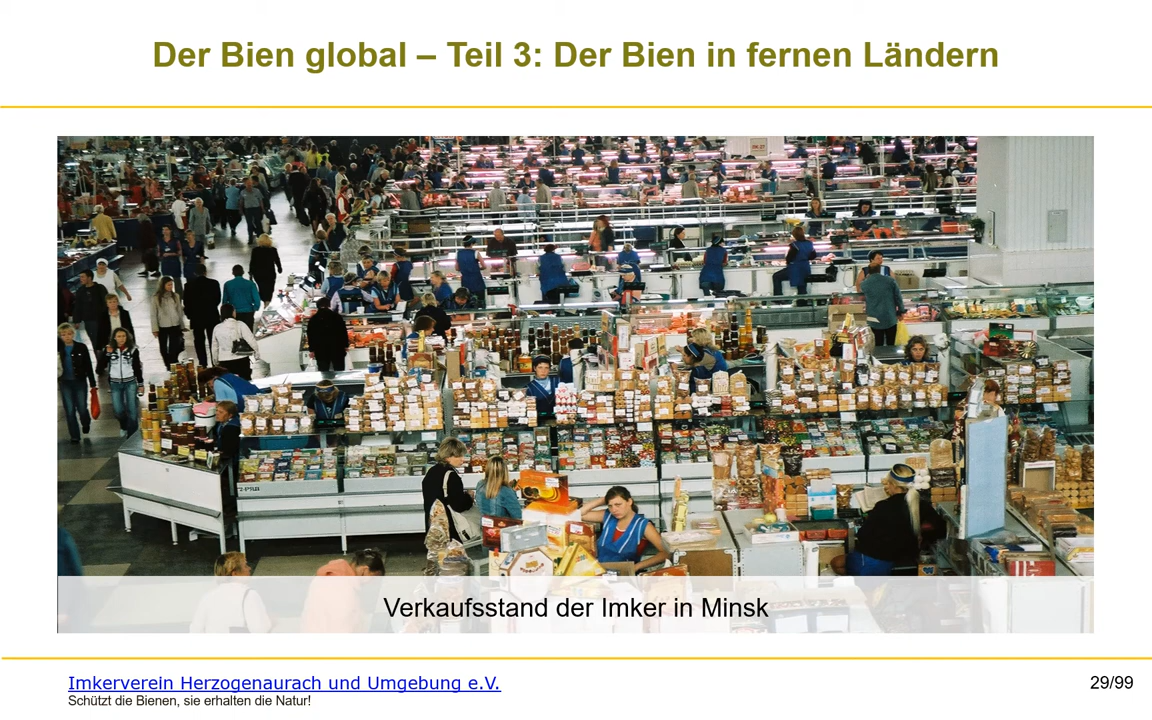 Der Bien global – Teil 3: Der Bien in fernen Ländern
Verkaufsstand der Imker in Minsk
Imkerverein Herzogenaurach und Umgebung e.V.
29/99
Schützt die Bienen, sie erhalten die Natur!